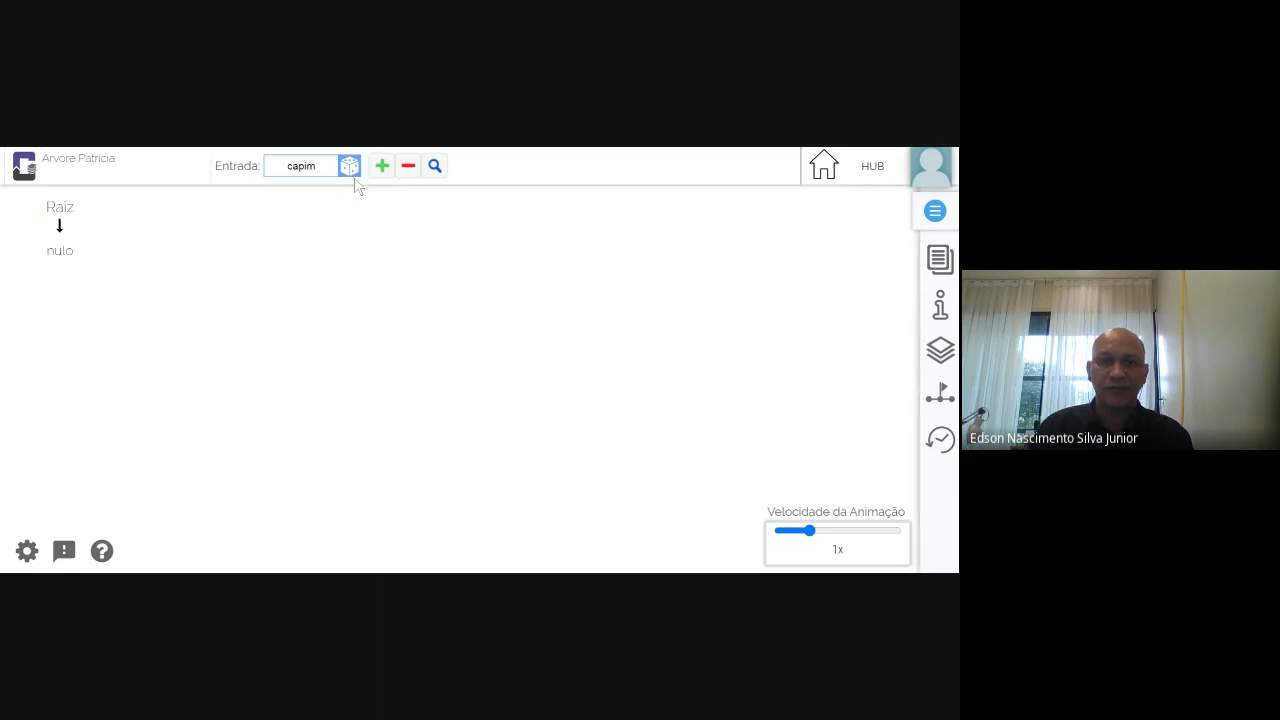 Arvore Patricia
Entrada: capim
HUB
Raiz
nulo
Edson Nascimento Silva Junior
Velocidade da Animação
1x